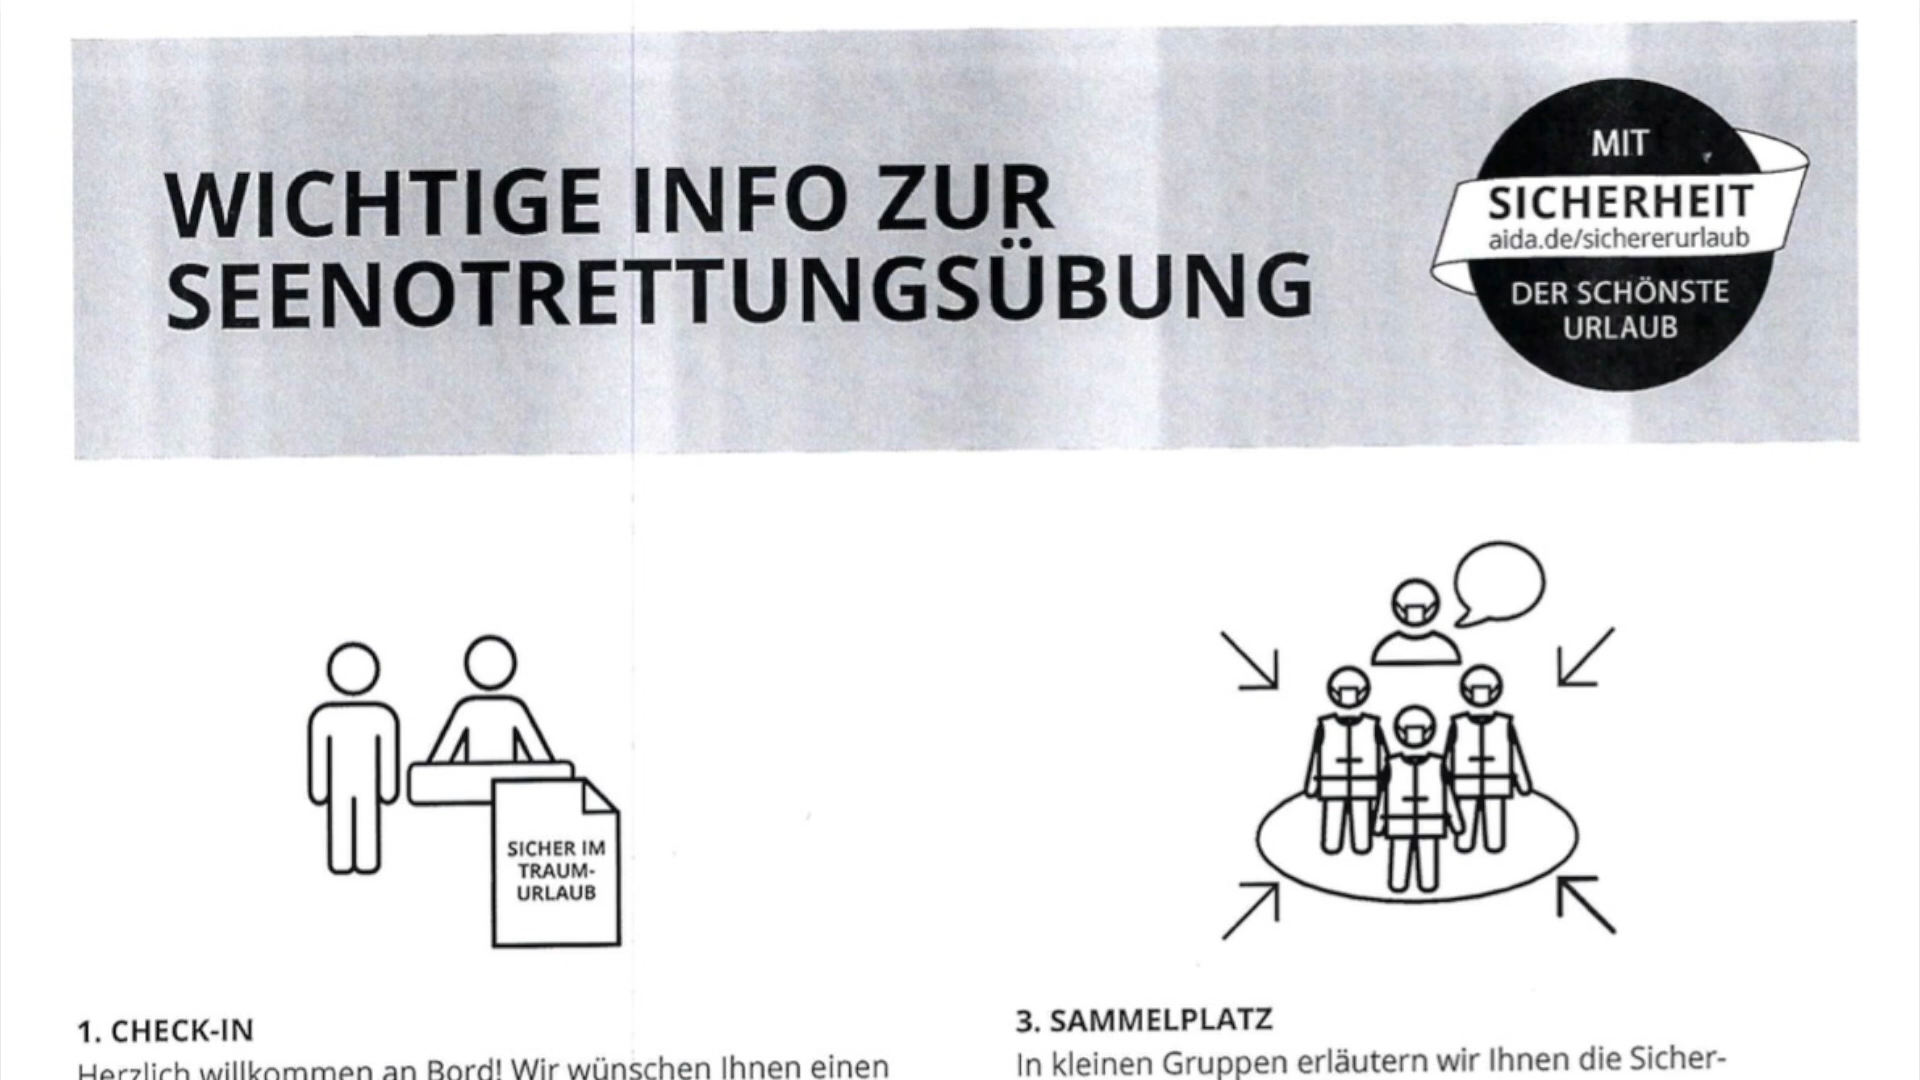 WICHTIGE INFO ZUR
SEENOTRETTUNGSÜBUNG
MIT
SICHERHEIT
aida.de/sichererurlaub
DER SCHÖNSTE
URLAUB
SICHER IM
TRAUM-
URLAUB
1. CHECK-IN
Herzlich willkommen an Bord! Wir wünschen Ihnen einen
3. SAMMELPLATZ
In kleinen Gruppen erläutern wir Ihnen die Sicher-